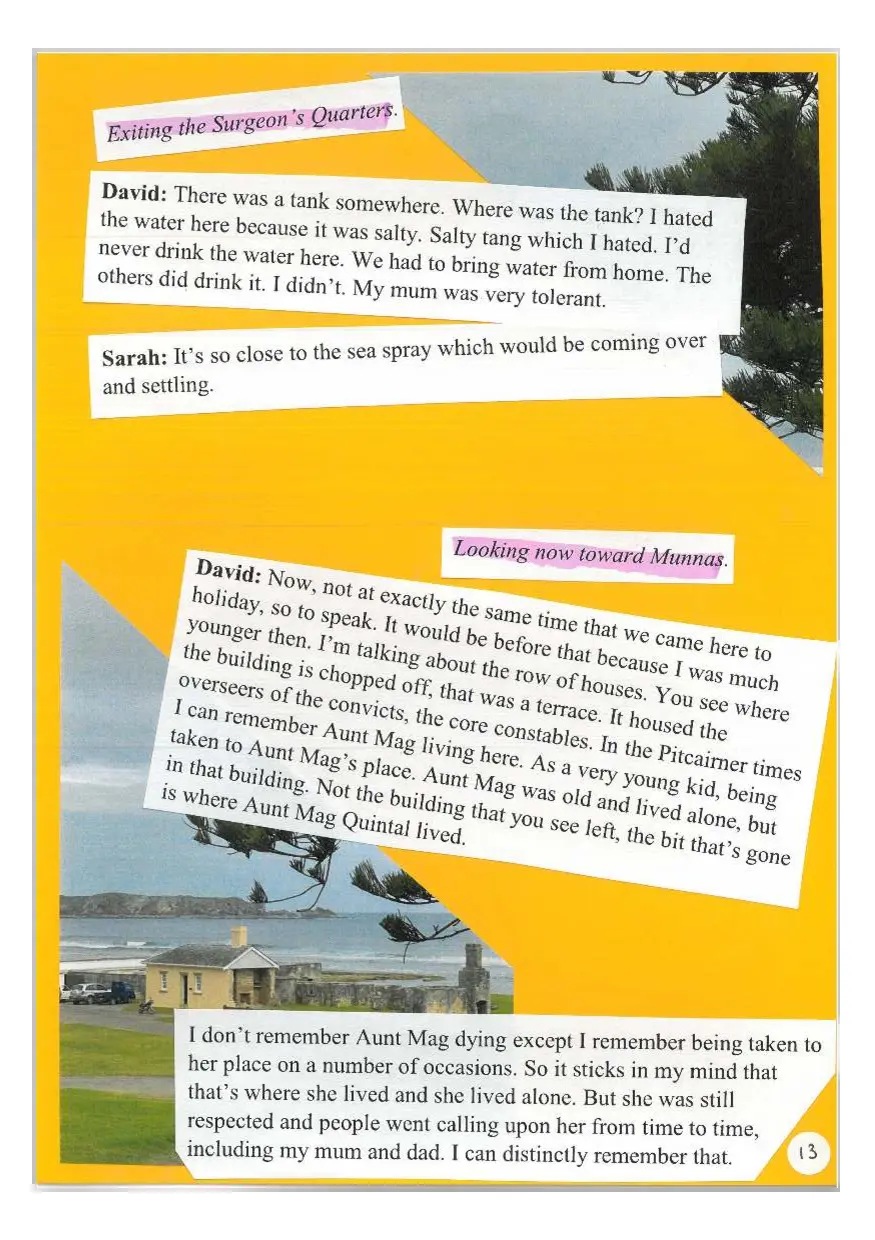 Exiting the Surgeon's Quarters.
David: There was a tank somewhere. Where was the tank? I hated
the water here because it was salty. Salty tang which I hated. I'd
never drink the water here. We had to bring water from home. The
others did drink it. I didn't. My mum was very tolerant.
Sarah: It's so close to the sea spray which would be coming over
and settling.
Looking now toward Munnas.
David: Now, not at exactly the same time that we came here to
holiday, so to speak. It would be before that because I was much
younger then. I'm talking about the row of houses. You see where
the building is chopped off, that was a terrace. It housed the
overseers of the convicts, the core constables. In the Pitcairner times
I can remember Aunt Mag living here. As a very young kid, being
taken to Aunt Mag's place. Aunt Mag was old and lived alone, but
in that building. Not the building that you see left, the bit that's gone
is where Aunt Mag Quintal lived.
I don't remember Aunt Mag dying except I remember being taken to
her place on a number of occasions. So it sticks in my mind that
that's where she lived and she lived alone. But she was still
respected and people went calling upon her from time to time,
including my mum and dad. I can distinctly remember that.
13